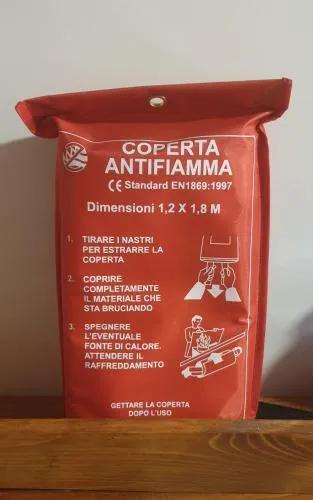 COPERTA
ANTIFIAMMA
CE Standard EN1869:1997
Dimensioni 1,2 X 1,8 M
1. TIRARE I NASTRI
PER ESTRARRE LA
COPERTA
2. COPRIRE
COMPLETAMENTE
IL MATERIALE CHE
STA BRUCIANDO
3. SPEGNERE
L'EVENTUALE
FONTE DI CALORE.
ATTENDERE IL
RAFFREDDAMENTO
GETTARE LA COPERTA
DOPO L'USO